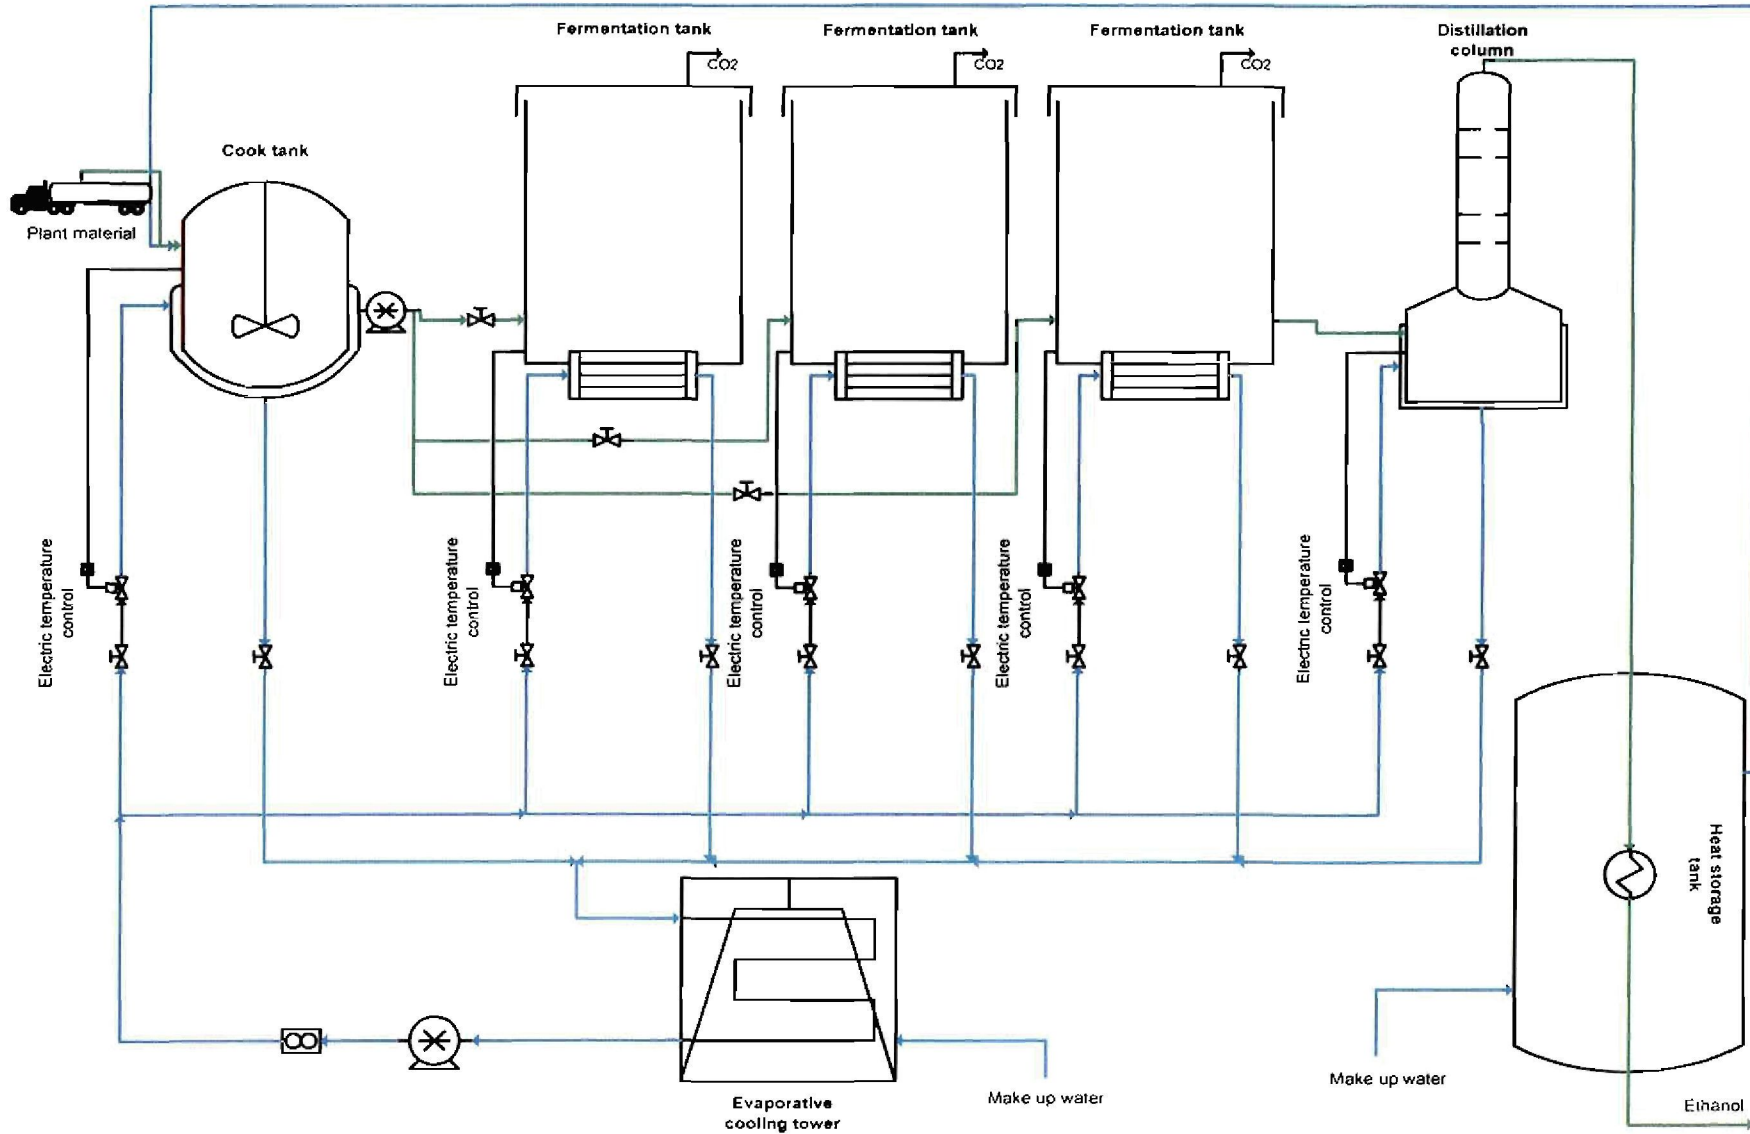 Fermentation tank
Fermentation tank
Fermentation tank
Distillation
column
CO2
CO2
CO2
Cook tank
Plant material
Electric temperature
control
Electric temperature
control
Electric temperature
control
Electric temperature
control
Electric temperature
control
Heat storage
tank
Make up water
Make up water
Evaporative
cooling tower
Ethanol